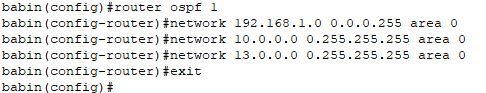 babin(config)#router ospf 1
babin(config-router)#network 192.168.1.0 0.0.0.255 area 0
babin(config-router)#network 10.0.0.0 0.255.255.255 area 0
babin(config-router)#network 13.0.0.0 0.255.255.255 area 0
babin(config-router)#exit
babin(config)#